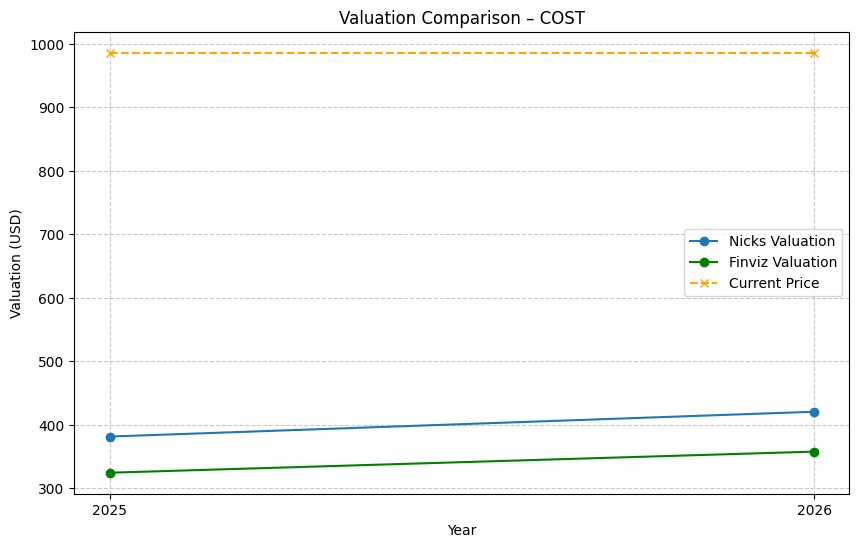 Valuation Comparison – COST
Valuation (USD)
1000
900
800
700
600
500
400
300
Nicks Valuation
Finviz Valuation
Current Price
2025
2026
Year